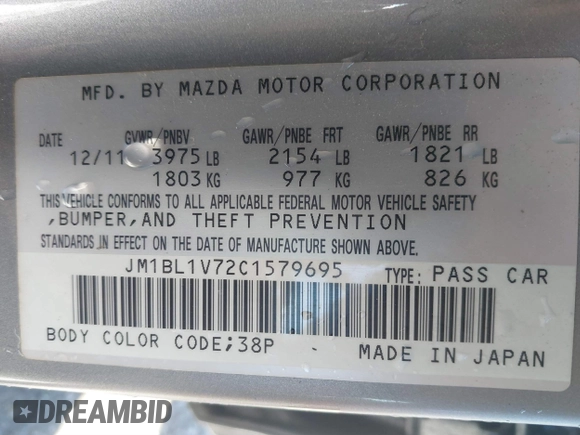 MFD. BY MAZDA MOTOR CORPORATION
DATE GVWR/PNBV GAWR/PNBE FRT GAWR/PNBE RR
12/11 3975 LB 2154 LB 1821 LB
1803 KG 977 KG 826 KG
THIS VEHICLE CONFORMS TO ALL APPLICABLE FEDERAL MOTOR VEHICLE SAFETY
,BUMPER,AND THEFT PREVENTION
STANDARDS IN EFFECT ON THE DATE OF MANUFACTURE SHOWN ABOVE.
JM1BL1V72C1579695 TYPE: PASS CAR
BODY COLOR CODE;38P MADE IN JAPAN
DREAMBID